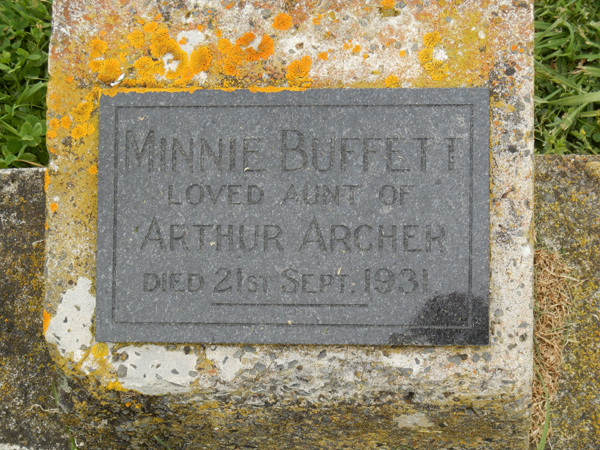 MINNIE BUFFETT
LOVED AUNT OF
ARTHUR ARCHER
DIED 21ST SEPT. 1931